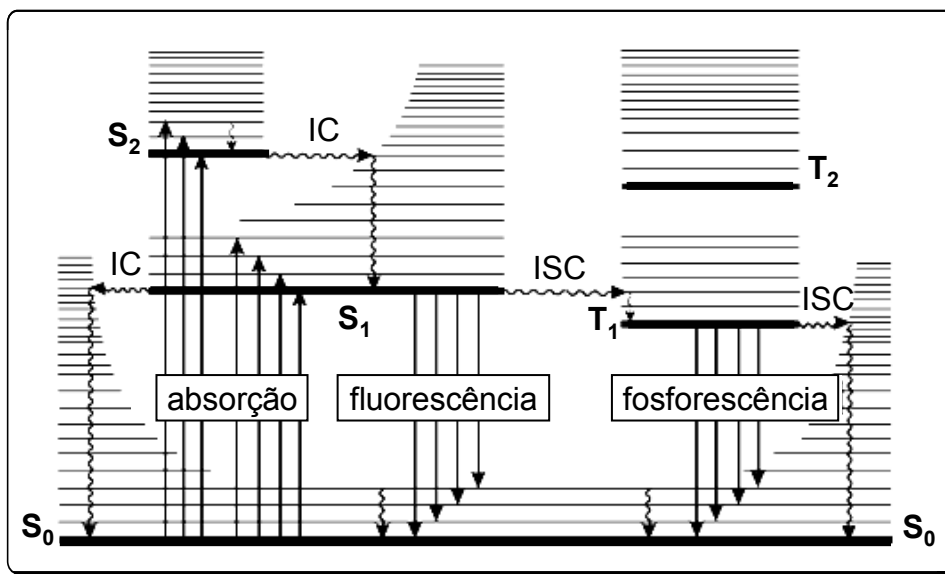 S2
IC
T2
IC
ISC
S1
T1
ISC
absorção
fluorescência
fosforescência
S0
S0